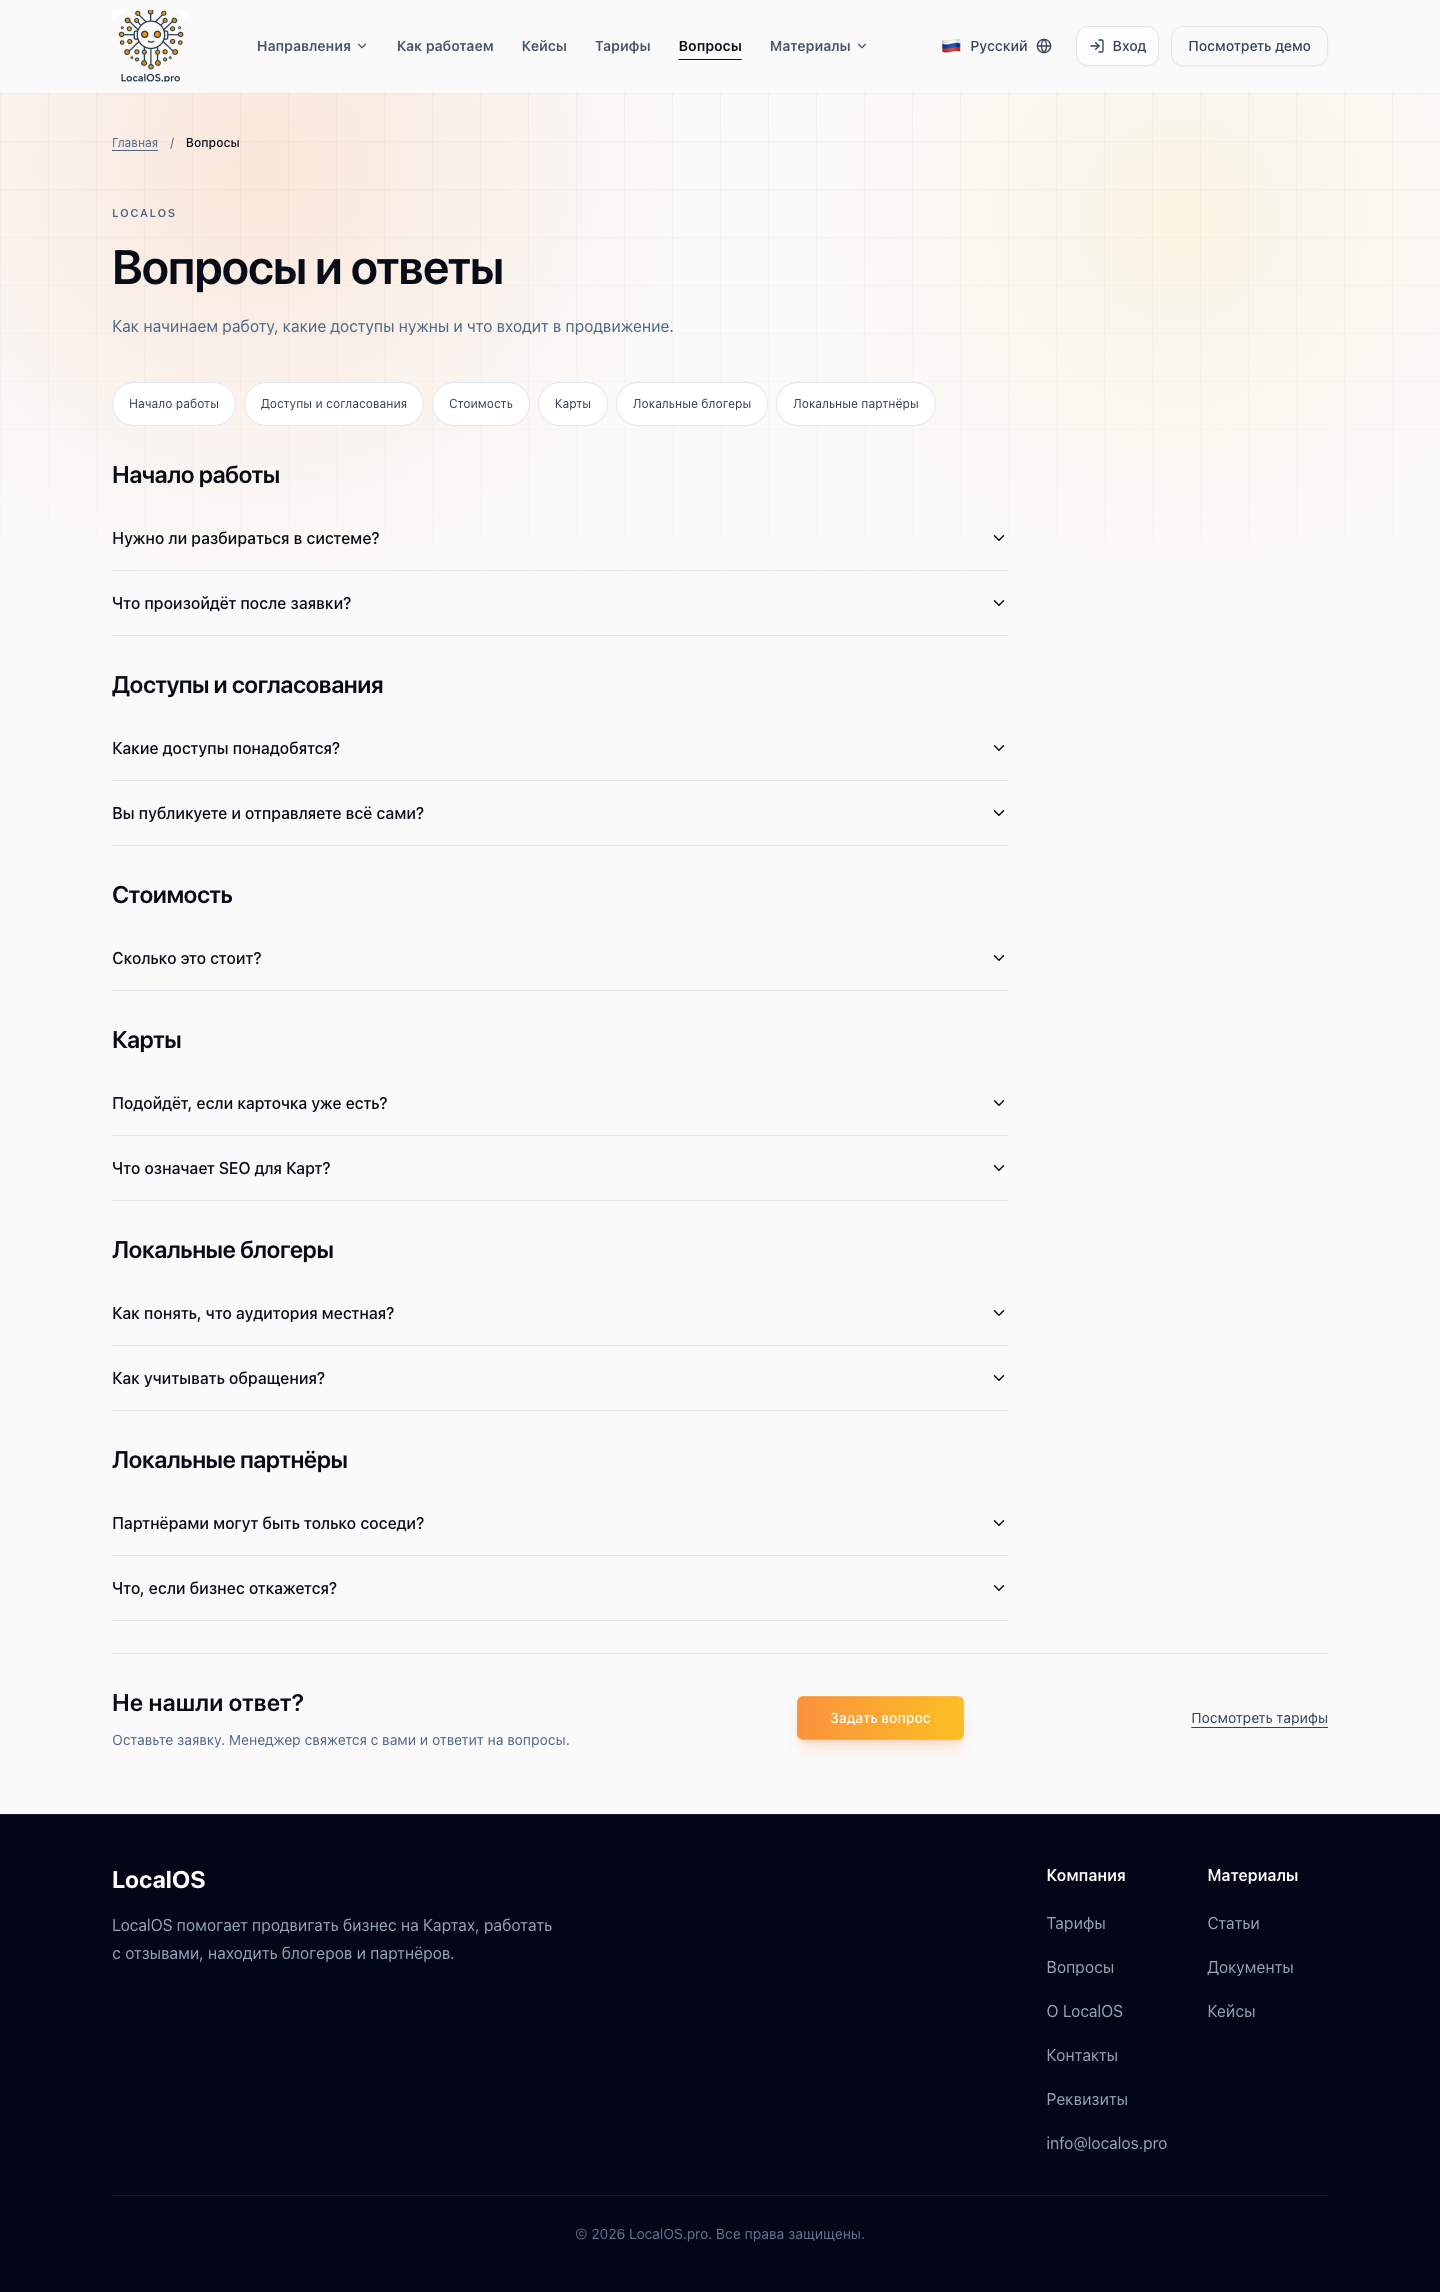 LocalOS.pro
Направления
Как работаем
Кейсы
Тарифы
Вопросы
Материалы
Русский
Вход
Посмотреть демо
Главная / Вопросы
LOCALOS
Вопросы и ответы
Как начинаем работу, какие доступы нужны и что входит в продвижение.
Начало работы
Доступы и согласования
Стоимость
Карты
Локальные блогеры
Локальные партнёры
Начало работы
Нужно ли разбираться в системе?
Что произойдёт после заявки?
Доступы и согласования
Какие доступы понадобятся?
Вы публикуете и отправляете всё сами?
Стоимость
Сколько это стоит?
Карты
Подойдёт, если карточка уже есть?
Что означает SEO для Карт?
Локальные блогеры
Как понять, что аудитория местная?
Как учитывать обращения?
Локальные партнёры
Партнёрами могут быть только соседи?
Что, если бизнес откажется?
Не нашли ответ?
Оставьте заявку. Менеджер свяжется с вами и ответит на вопросы.
Задать вопрос
Посмотреть тарифы
LocalOS
LocalOS помогает продвигать бизнес на Картах, работать
с отзывами, находить блогеров и партнёров.
Компания
Тарифы
Вопросы
О LocalOS
Контакты
Реквизиты
info@localos.pro
Материалы
Статьи
Документы
Кейсы
© 2026 LocalOS.pro. Все права защищены.